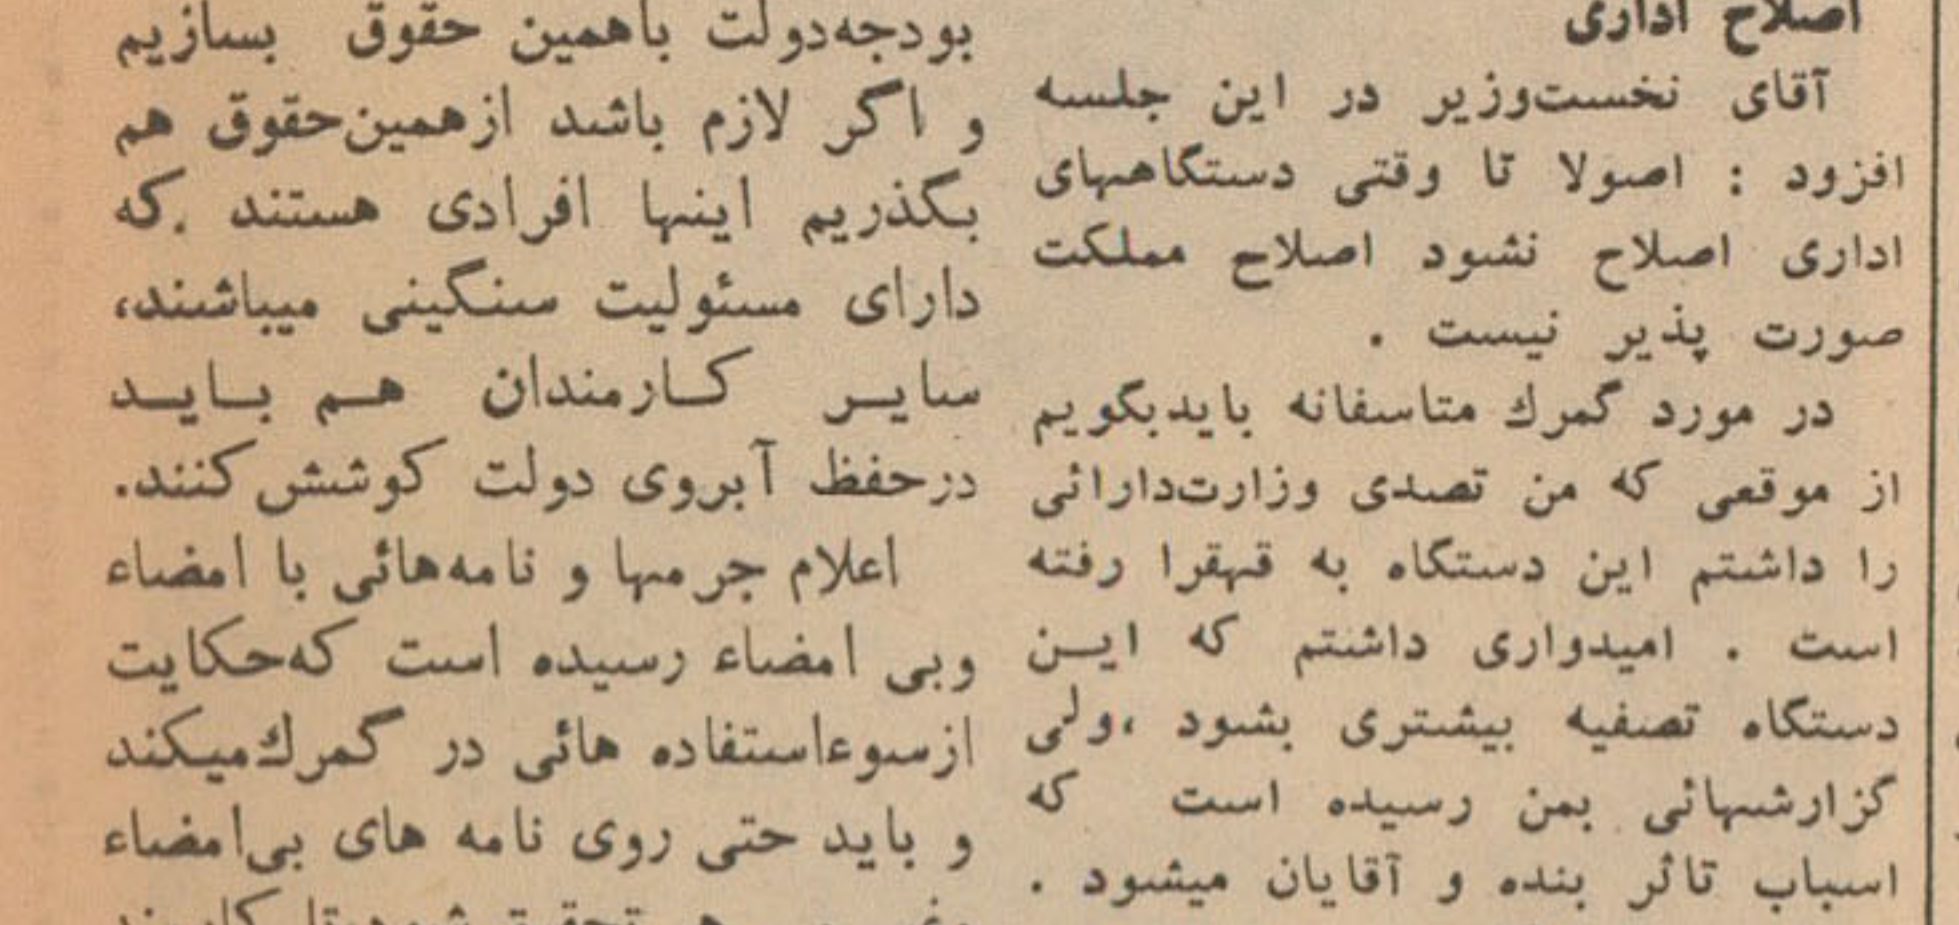 اصلاح اداری
آقای نخست‌وزیر در این جلسه
افزود : اصولا تا وقتی دستگاههای
اداری اصلاح نشود اصلاح مملکت
صورت پذیر نیست .
در مورد گمرك متاسفانه بایدبگویم
از موقعی که من تصدی وزارت‌دارائی
را داشتم این دستگاه به قهقرا رفته
است . امیدواری داشتم که ایـن
دستگاه تصفیه بیشتری بشود ،ولی
گزارشهائی بمن رسیده است که
اسباب تاثر بنده و آقایان میشود .
بودجه‌دولت باهمین حقوق بسازیم
و اگر لازم باشد ازهمین‌حقوق هم
بگذریم اینها افرادی هستند که
دارای مسئولیت سنگینی میباشند،
سایـر کـارمندان هـم بـایـد
درحفظ آبروی دولت کوشش کنند.
اعلام جرمها و نامه‌هائی با امضاء
وبی امضاء رسیده است که‌حکایت
ازسوءاستفاده هائی در گمرك‌میکند
و باید حتی روی نامه های بی‌امضاء